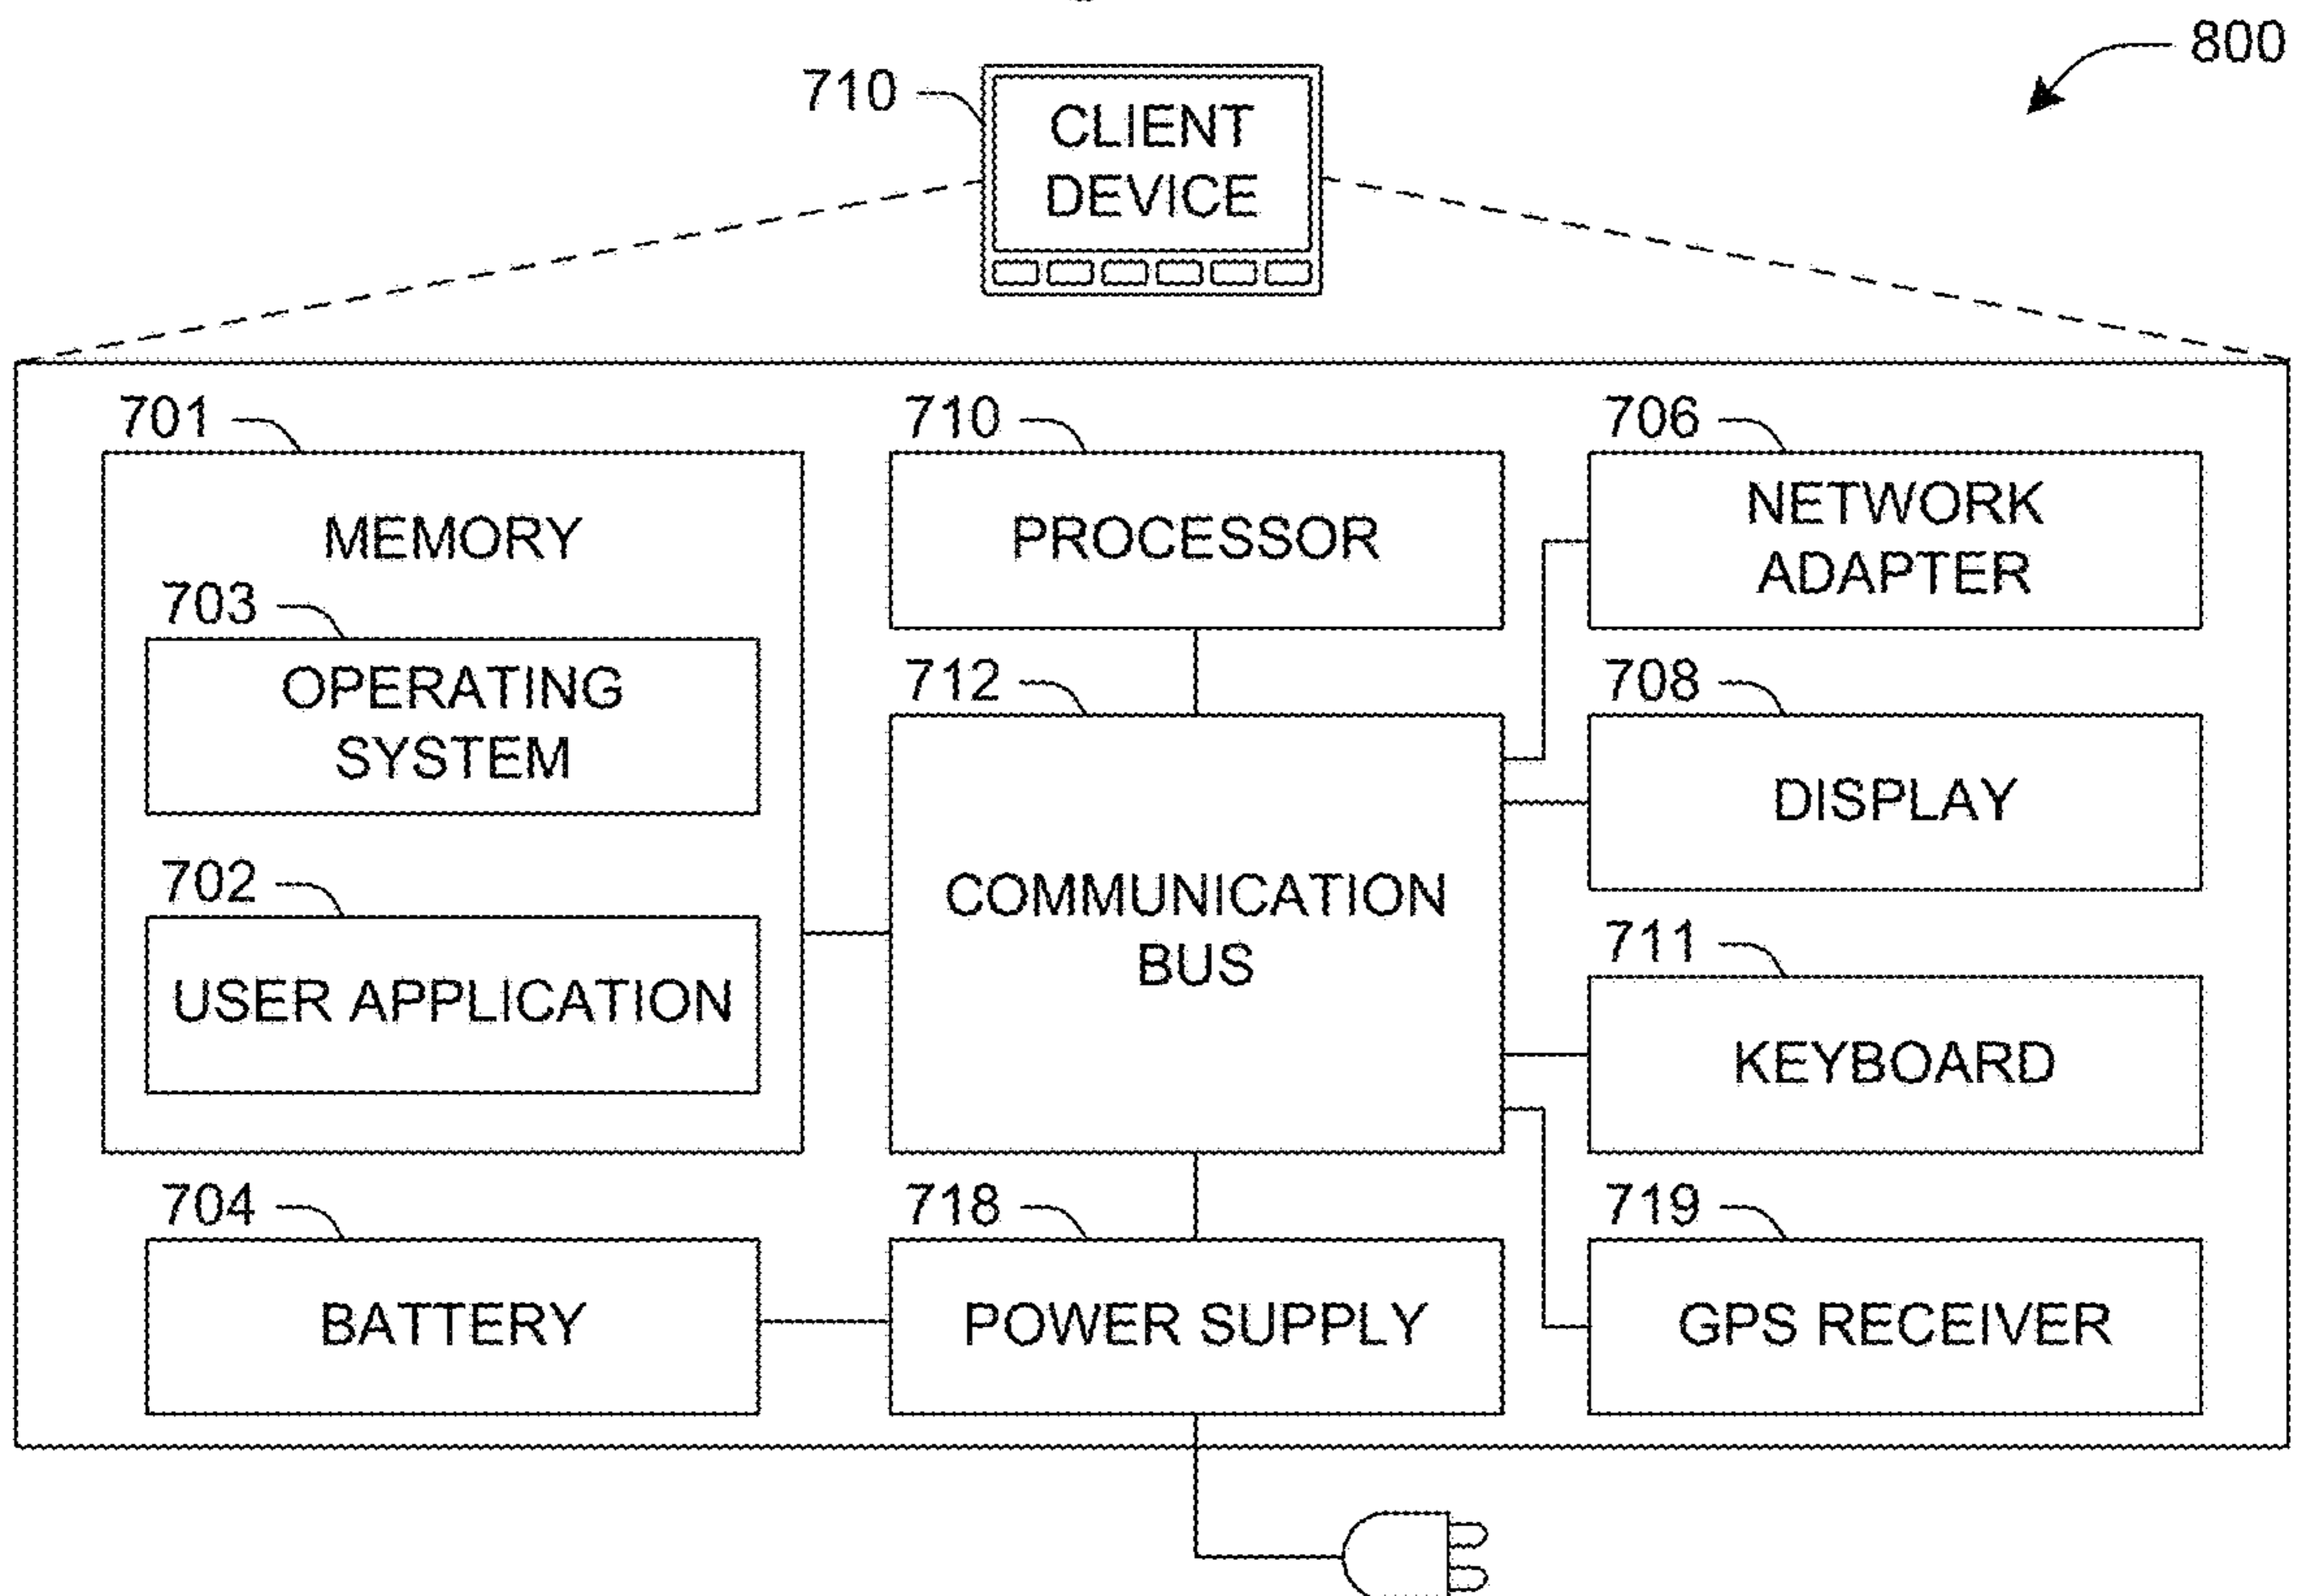 800
710
CLIENT
DEVICE
701
MEMORY
703
OPERATING
SYSTEM
702
USER APPLICATION
704
BATTERY
710
PROCESSOR
712
COMMUNICATION
BUS
718
POWER SUPPLY
706
NETWORK
ADAPTER
708
DISPLAY
711
KEYBOARD
719
GPS RECEIVER